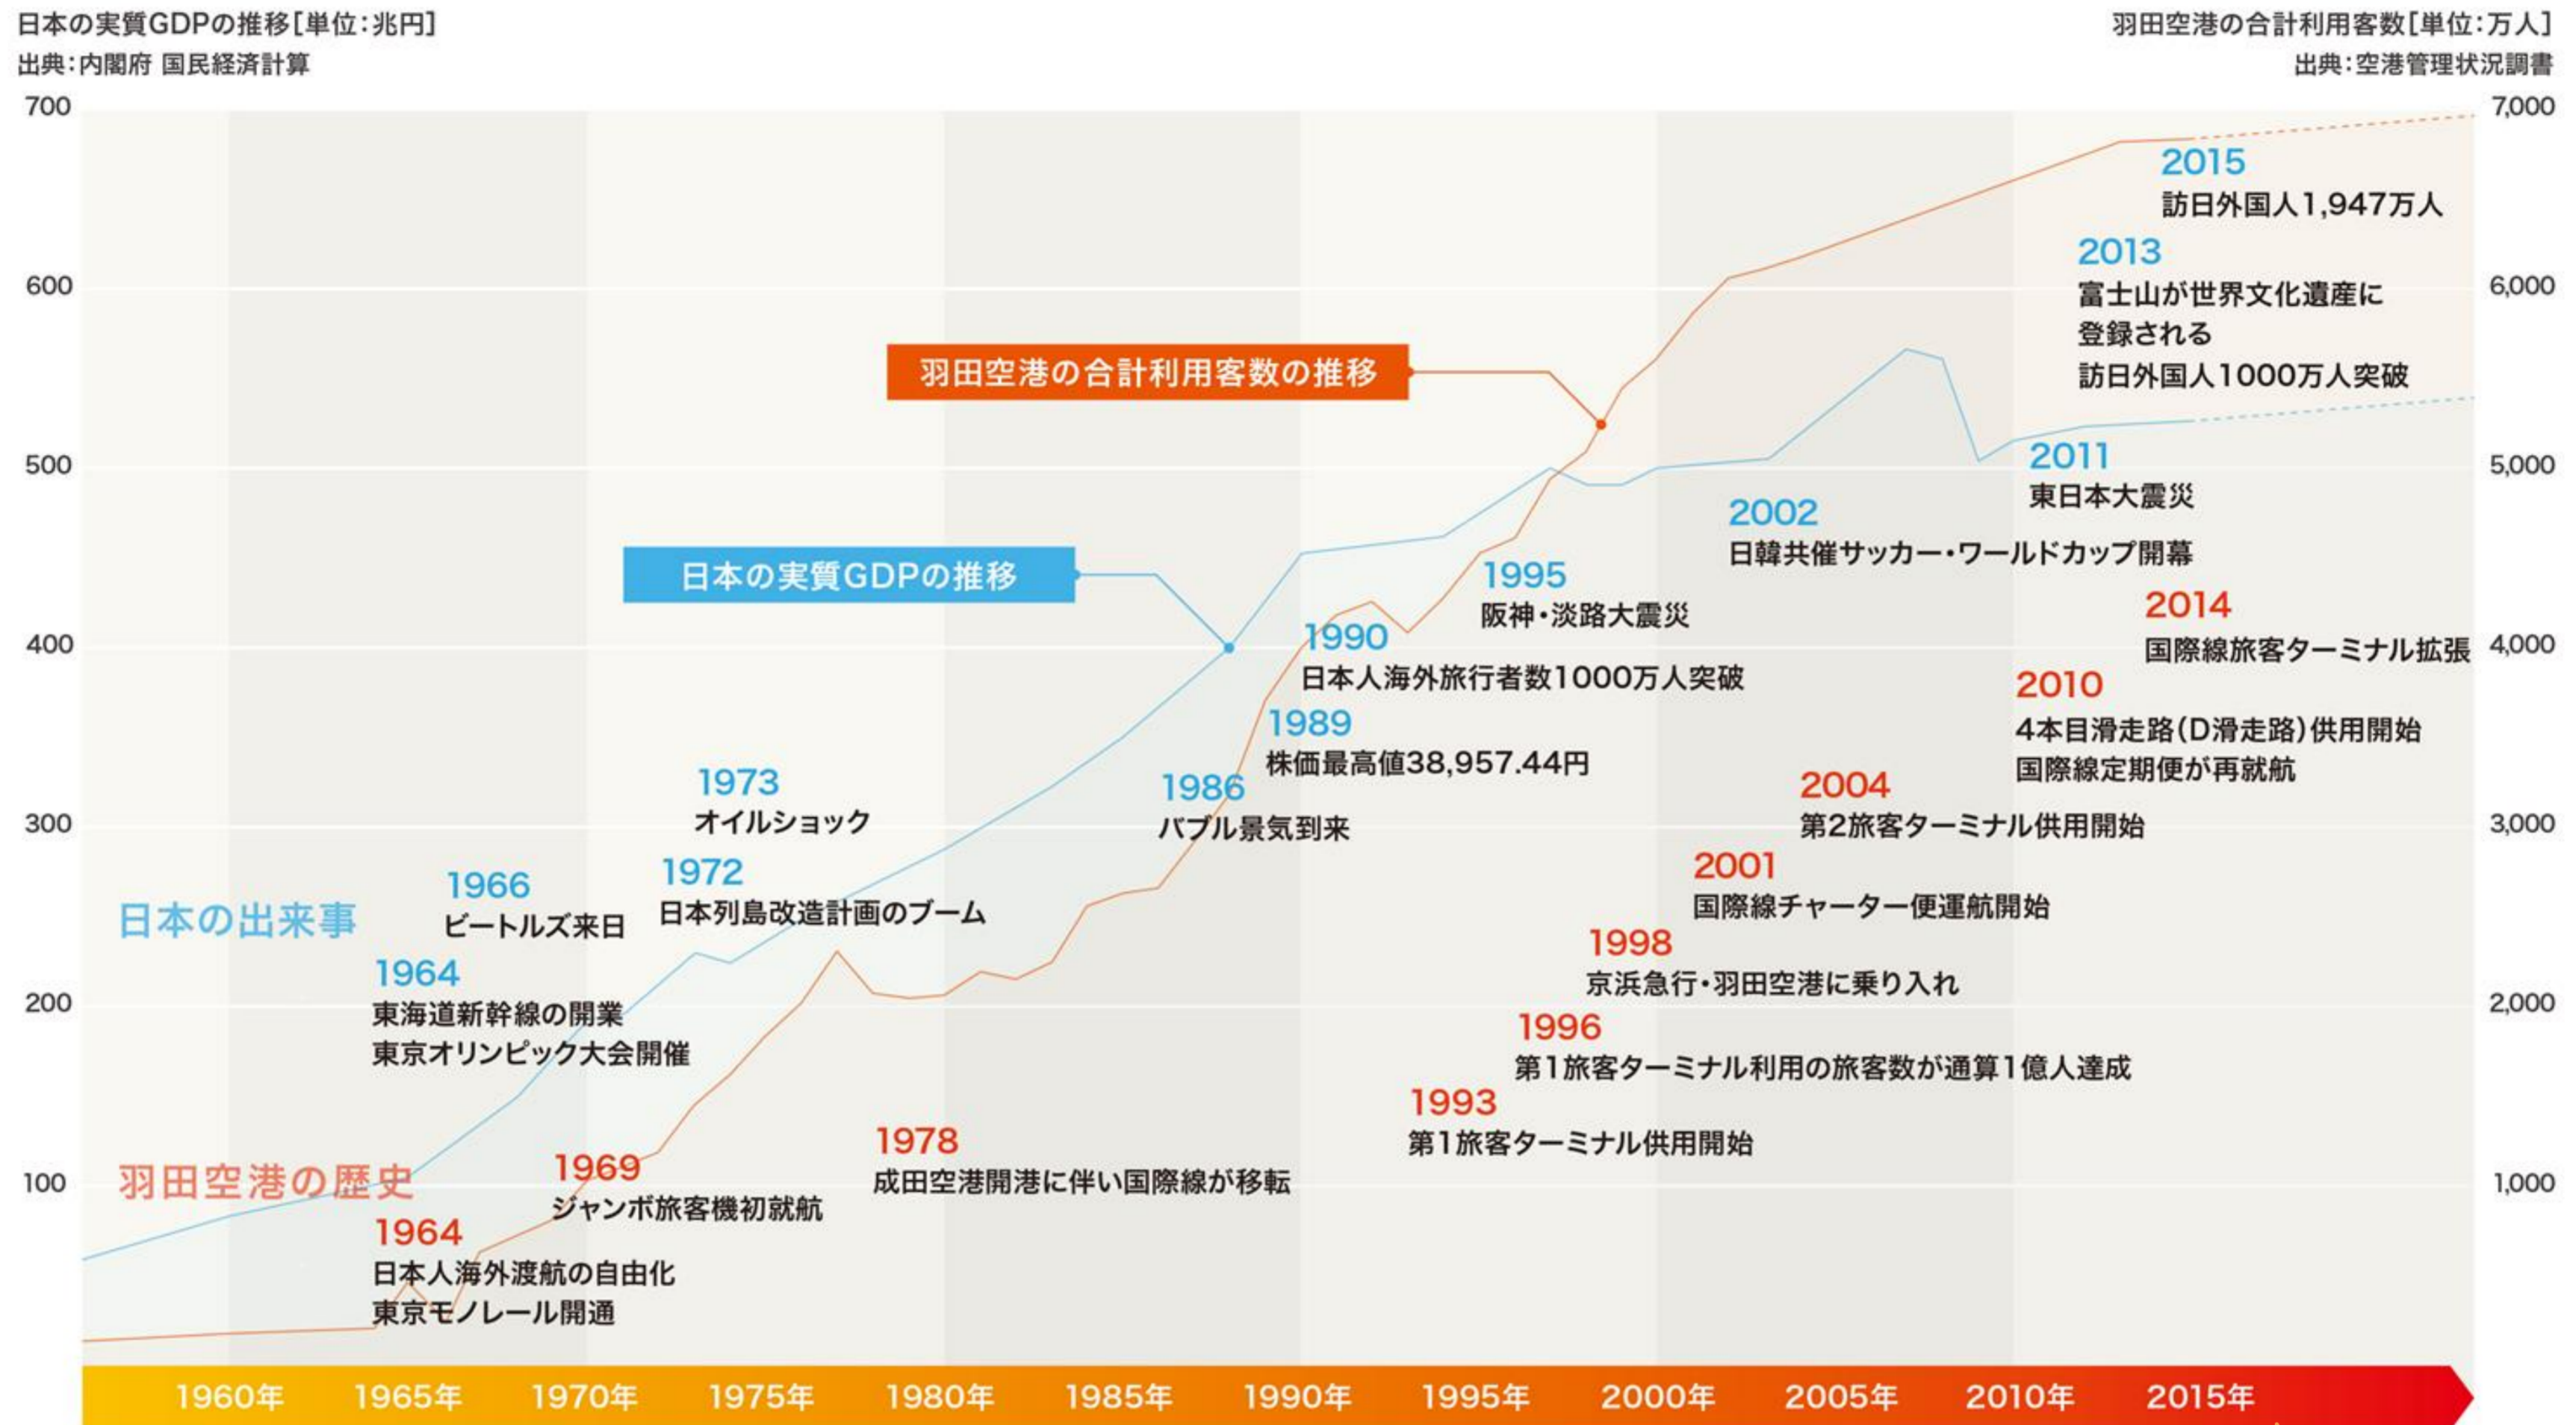 日本の実質GDPの推移[単位:兆円]
出典:内閣府 国民経済計算
羽田空港の合計利用客数[単位:万人]
出典:空港管理状況調書
700
600
500
400
300
200
100
7,000
6,000
5,000
4,000
3,000
2,000
1,000
羽田空港の合計利用客数の推移
日本の実質GDPの推移
日本の出来事
1964
東海道新幹線の開業
東京オリンピック大会開催
1966
ビートルズ来日
1972
日本列島改造計画のブーム
1973
オイルショック
1986
バブル景気到来
1989
株価最高値38,957.44円
1990
日本人海外旅行者数1000万人突破
1995
阪神・淡路大震災
2002
日韓共催サッカー・ワールドカップ開幕
2011
東日本大震災
2013
富士山が世界文化遺産に
登録される
訪日外国人1000万人突破
2015
訪日外国人1,947万人
羽田空港の歴史
1964
日本人海外渡航の自由化
東京モノレール開通
1969
ジャンボ旅客機初就航
1978
成田空港開港に伴い国際線が移転
1993
第1旅客ターミナル供用開始
1996
第1旅客ターミナル利用の旅客数が通算1億人達成
1998
京浜急行・羽田空港に乗り入れ
2001
国際線チャーター便運航開始
2004
第2旅客ターミナル供用開始
2010
4本目滑走路(D滑走路)供用開始
国際線定期便が再就航
2014
国際線旅客ターミナル拡張
1960年
1965年
1970年
1975年
1980年
1985年
1990年
1995年
2000年
2005年
2010年
2015年